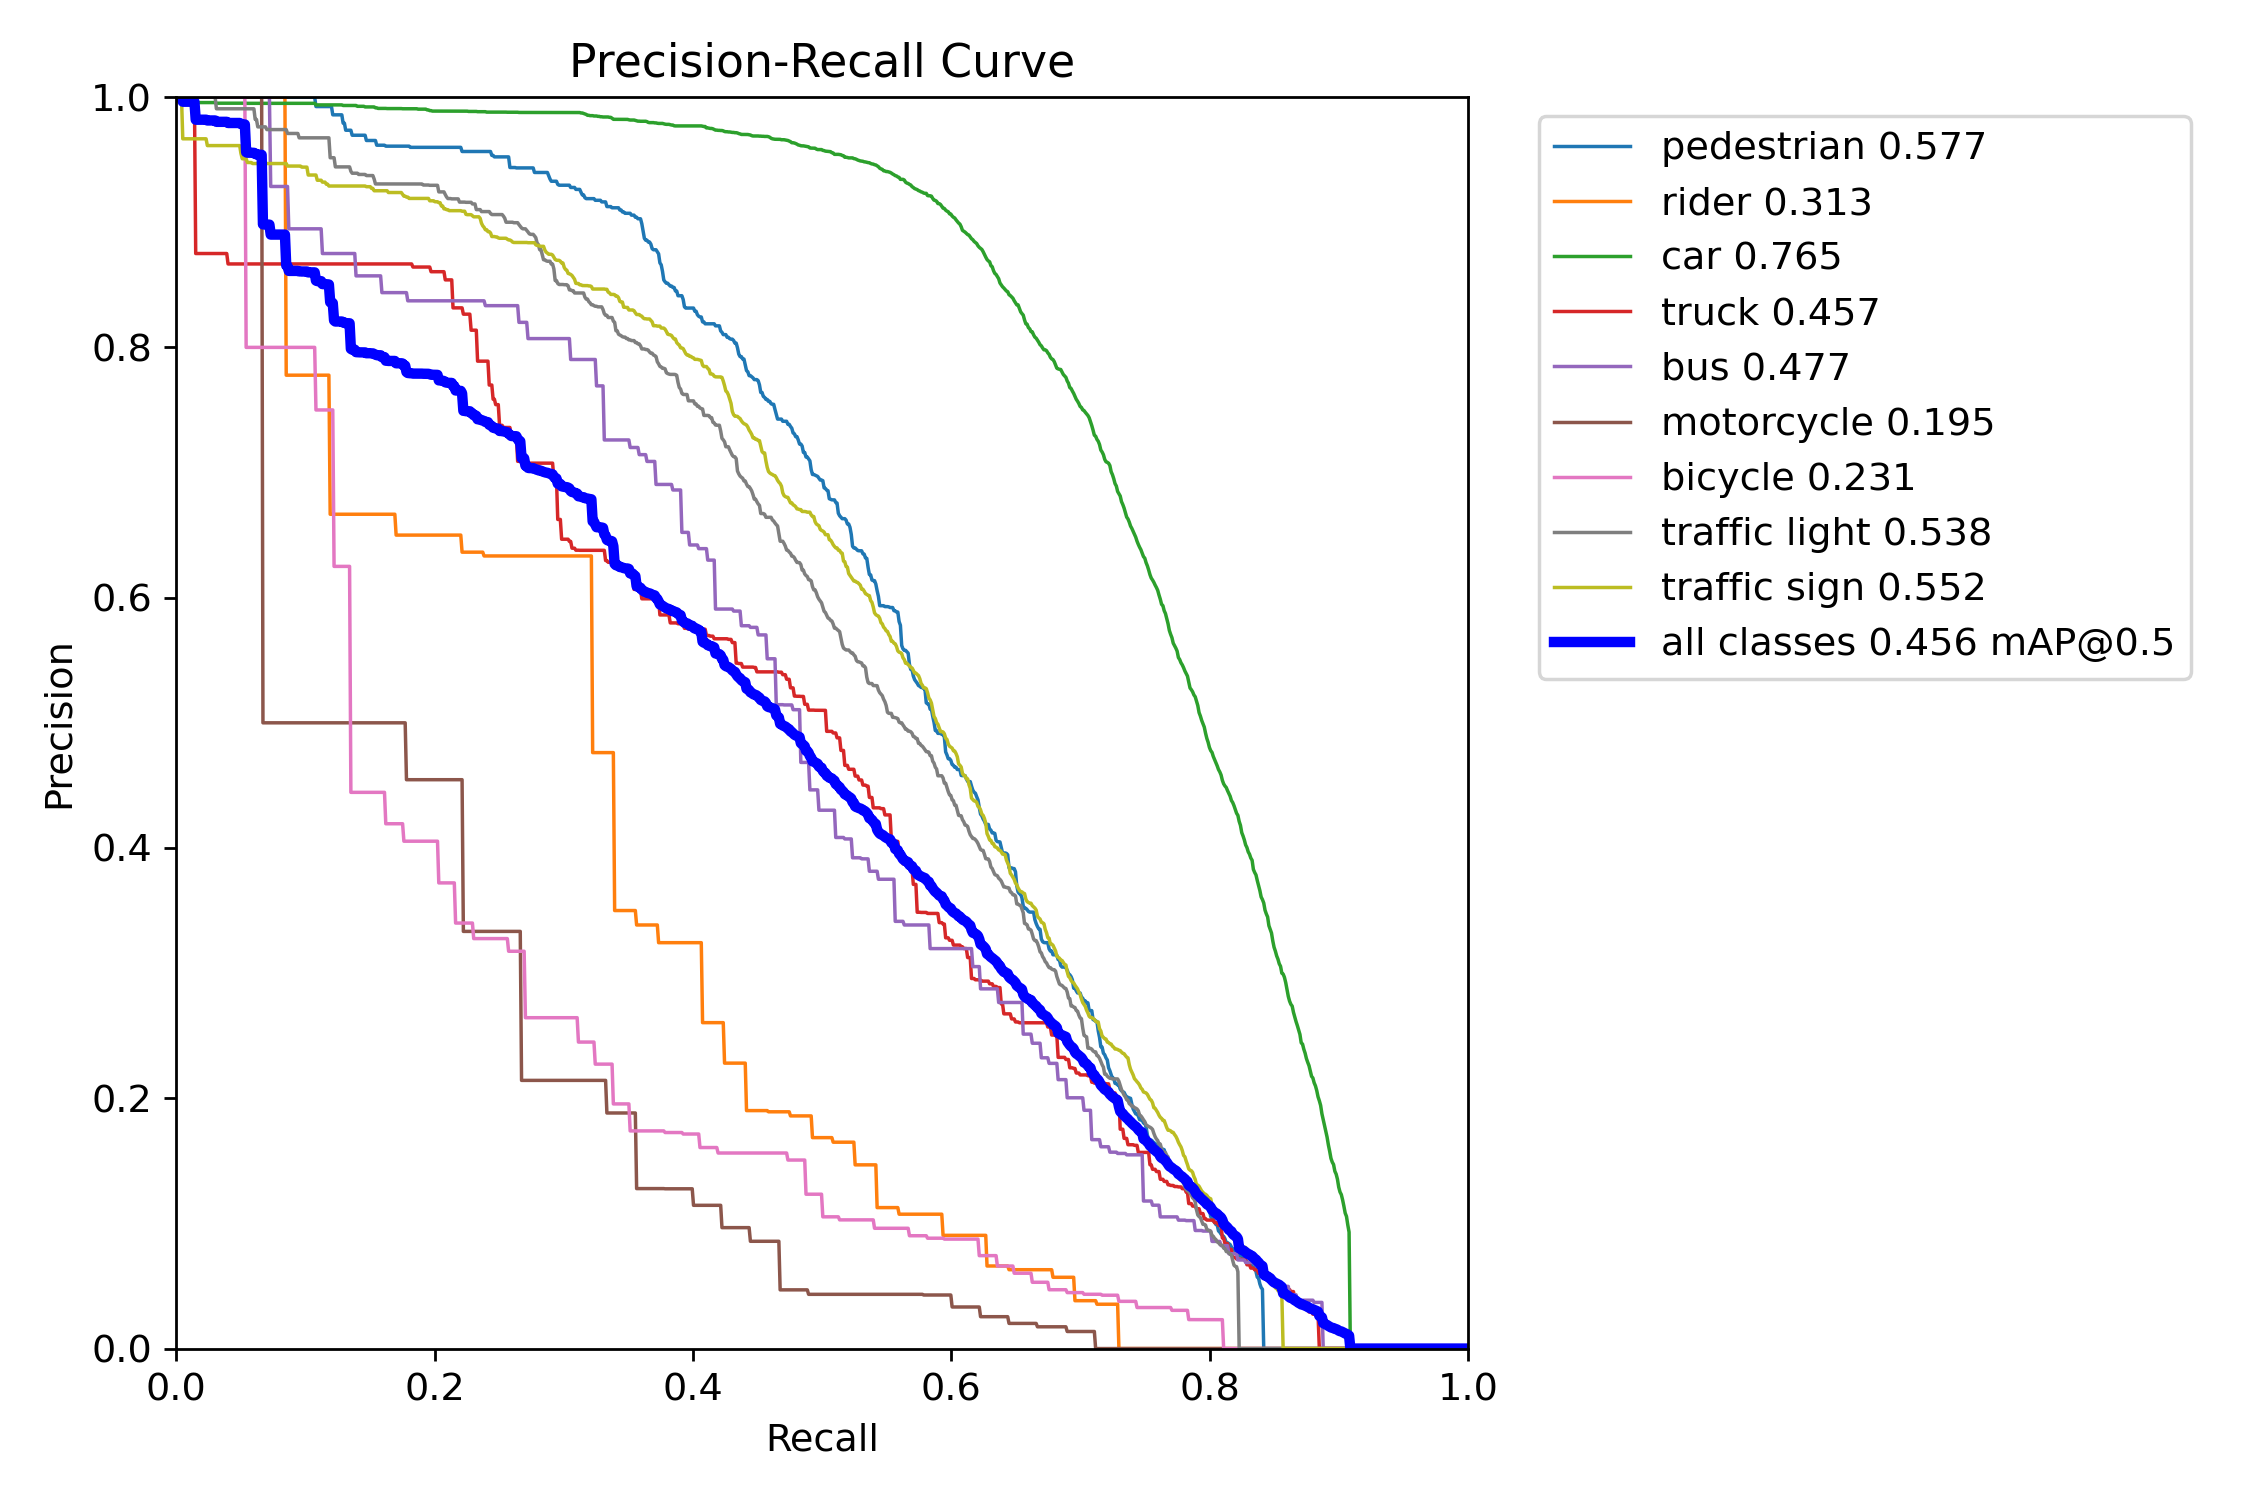 Precision-Recall Curve
1.0
0.8
0.6
0.4
0.2
0.0
Precision
0.0 0.2 0.4 0.6 0.8 1.0
Recall
pedestrian 0.577
rider 0.313
car 0.765
truck 0.457
bus 0.477
motorcycle 0.195
bicycle 0.231
traffic light 0.538
traffic sign 0.552
all classes 0.456 mAP@0.5